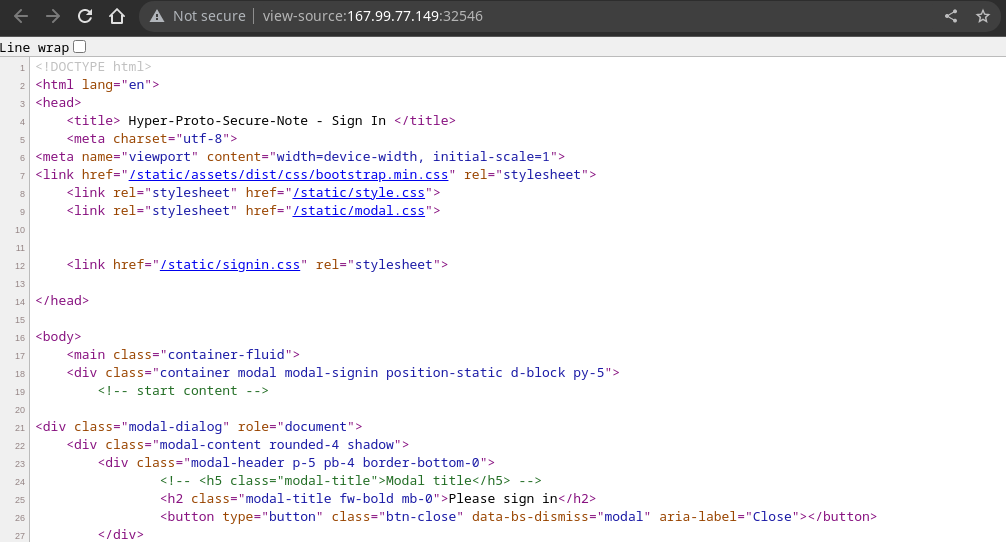 Not secure view-source:167.99.77.149:32546
Line wrap
1 <!DOCTYPE html>
2 <html lang="en">
3 <head>
4 <title> Hyper-Proto-Secure-Note - Sign In </title>
5 <meta charset="utf-8">
6 <meta name="viewport" content="width=device-width, initial-scale=1">
7 <link href="/static/assets/dist/css/bootstrap.min.css" rel="stylesheet">
8 <link rel="stylesheet" href="/static/style.css">
9 <link rel="stylesheet" href="/static/modal.css">
10
11
12 <link href="/static/signin.css" rel="stylesheet">
13
14 </head>
15
16 <body>
17 <main class="container-fluid">
18 <div class="container modal modal-signin position-static d-block py-5">
19 <!-- start content -->
20
21 <div class="modal-dialog" role="document">
22 <div class="modal-content rounded-4 shadow">
23 <div class="modal-header p-5 pb-4 border-bottom-0">
24 <!-- <h5 class="modal-title">Modal title</h5> -->
25 <h2 class="modal-title fw-bold mb-0">Please sign in</h2>
26 <button type="button" class="btn-close" data-bs-dismiss="modal" aria-label="Close"></button>
27 </div>